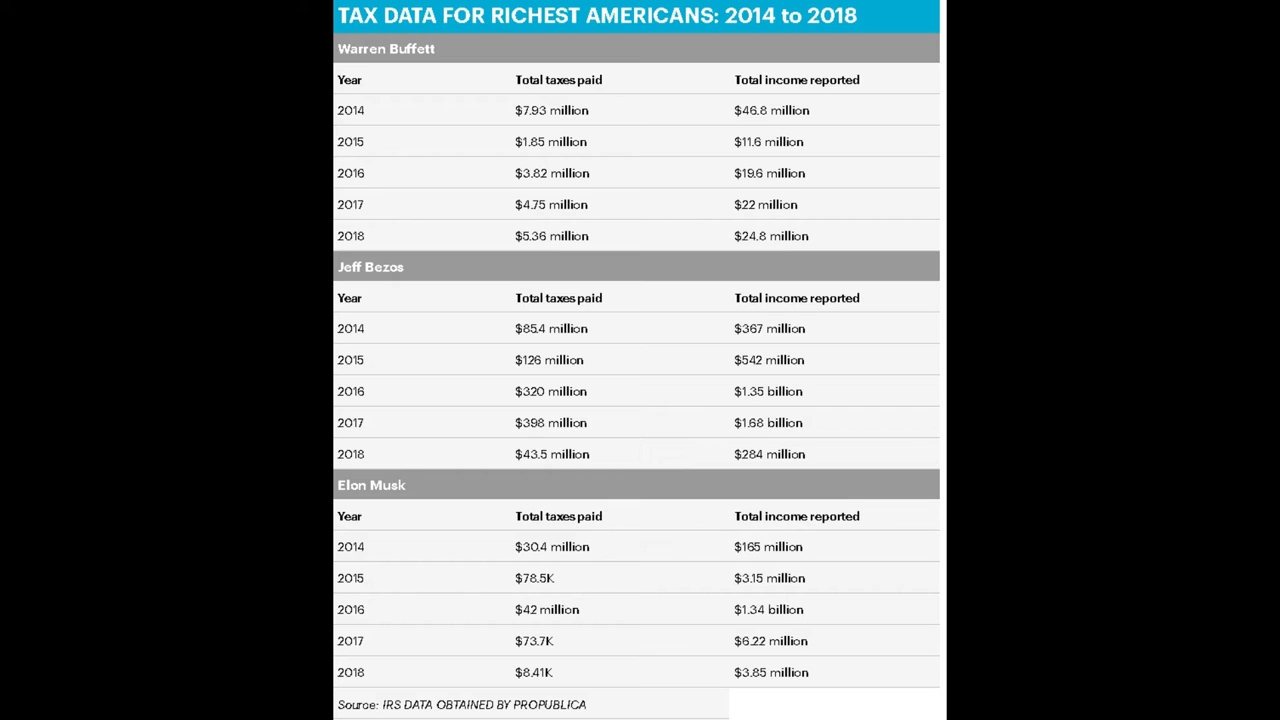 TAX DATA FOR RICHEST AMERICANS: 2014 to 2018
Warren Buffett
Year Total taxes paid Total income reported
2014 $7.93 million $46.8 million
2015 $1.85 million $11.6 million
2016 $3.82 million $19.6 million
2017 $4.75 million $22 million
2018 $5.36 million $24.8 million
Jeff Bezos
Year Total taxes paid Total income reported
2014 $85.4 million $367 million
2015 $126 million $542 million
2016 $320 million $1.35 billion
2017 $398 million $1.68 billion
2018 $43.5 million $284 million
Elon Musk
Year Total taxes paid Total income reported
2014 $30.4 million $165 million
2015 $78.5K $3.15 million
2016 $42 million $1.34 billion
2017 $73.7K $6.22 million
2018 $8.41K $3.85 million
Source: IRS DATA OBTAINED BY PROPUBLICA